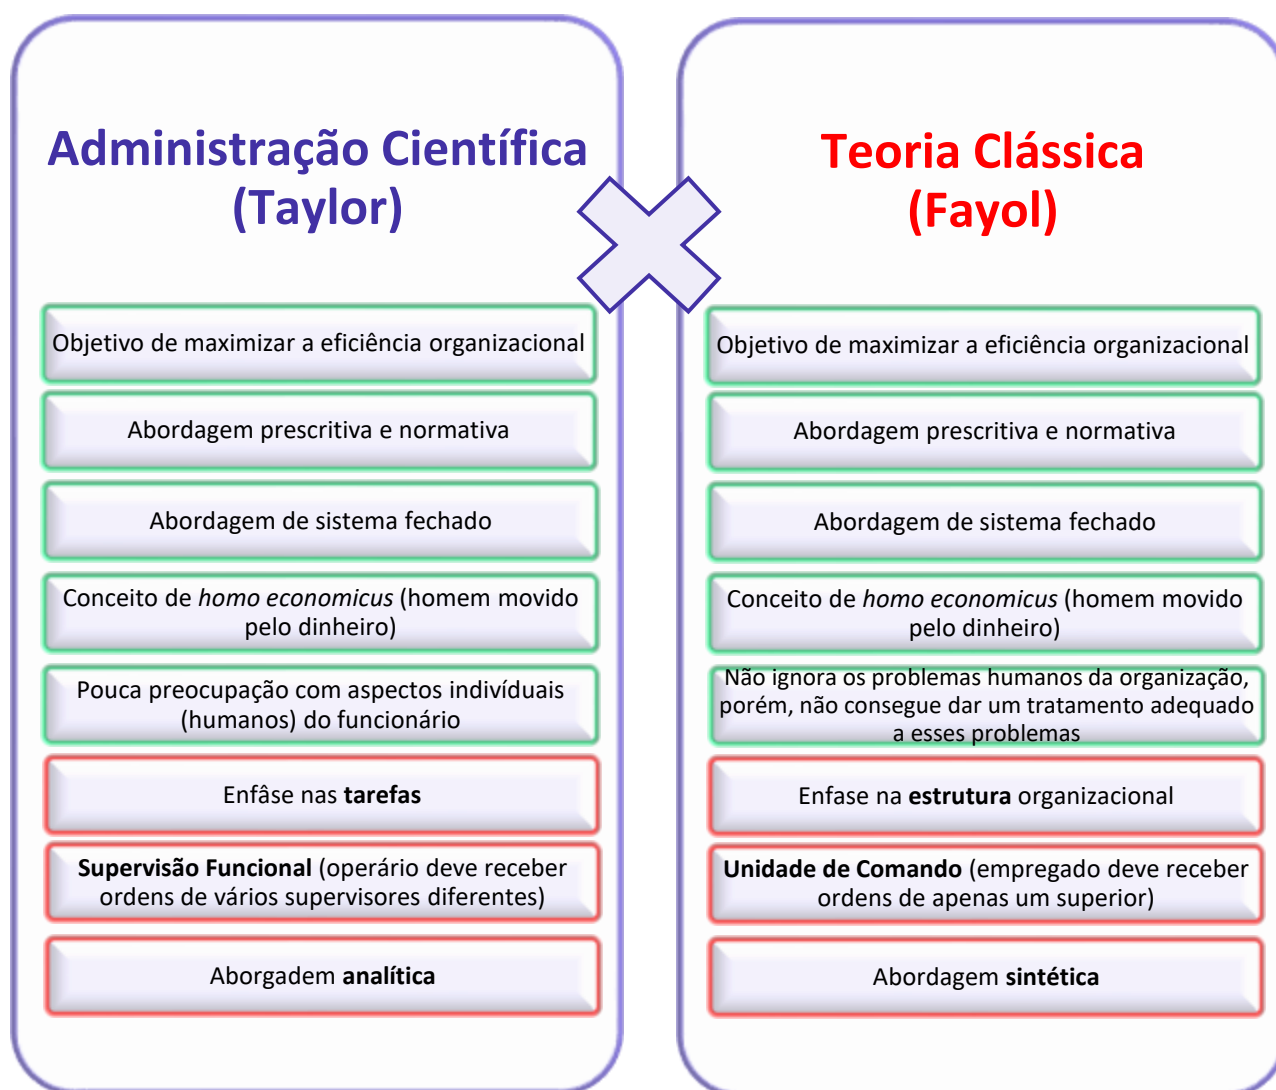 Administração Científica
(Taylor)
Objetivo de maximizar a eficiência organizacional
Abordagem prescritiva e normativa
Abordagem de sistema fechado
Conceito de homo economicus (homem movido
pelo dinheiro)
Pouca preocupação com aspectos indivíduais
(humanos) do funcionário
Enfâse nas tarefas
Supervisão Funcional (operário deve receber
ordens de vários supervisores diferentes)
Aborgadem analítica
Teoria Clássica
(Fayol)
Objetivo de maximizar a eficiência organizacional
Abordagem prescritiva e normativa
Abordagem de sistema fechado
Conceito de homo economicus (homem movido
pelo dinheiro)
Não ignora os problemas humanos da organização,
porém, não consegue dar um tratamento adequado
a esses problemas
Enfase na estrutura organizacional
Unidade de Comando (empregado deve receber
ordens de apenas um superior)
Abordagem sintética